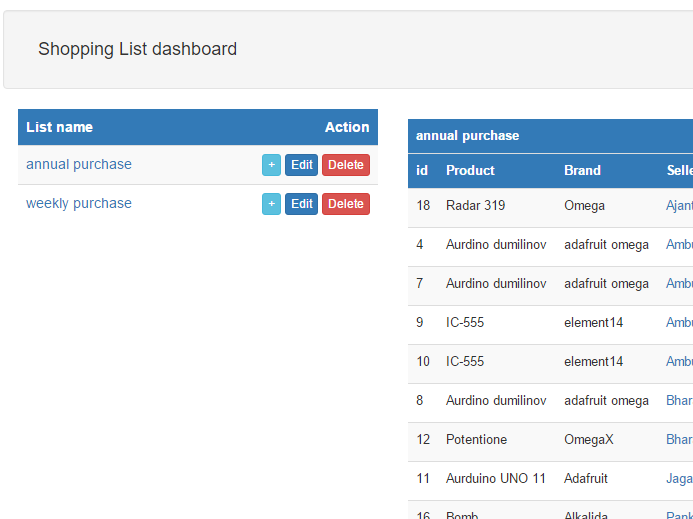 Shopping List dashboard
List name Action
annual purchase + Edit Delete
weekly purchase + Edit Delete
annual purchase
id Product Brand Selle
18 Radar 319 Omega Ajant
4 Aurdino dumilinov adafruit omega Ambu
7 Aurdino dumilinov adafruit omega Ambu
9 IC-555 element14 Ambu
10 IC-555 element14 Ambu
8 Aurdino dumilinov adafruit omega Bhar
12 Potentione OmegaX Bhar
11 Aurduino UNO 11 Adafruit Jaga
16 Bomb Alkalida Pank